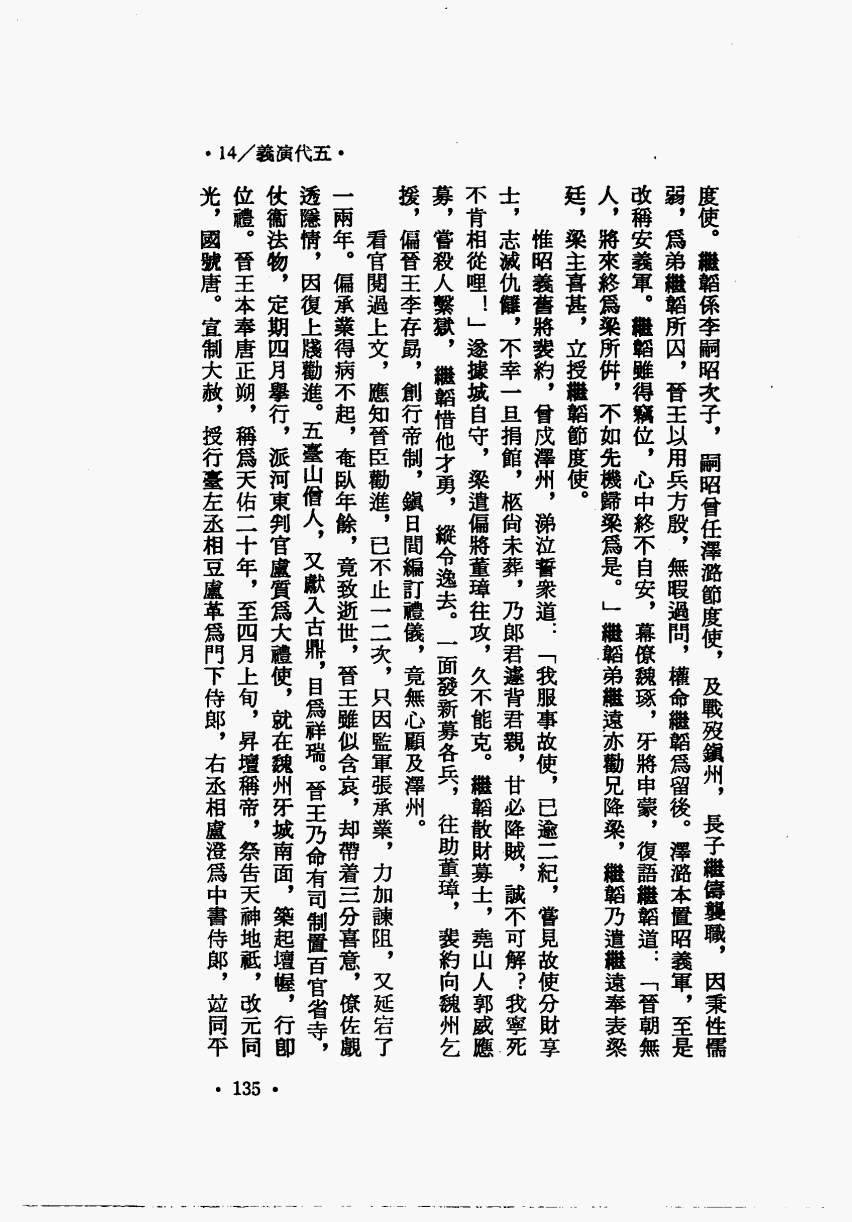 •14／義演代五•
度使。繼韜係李嗣昭次子，嗣昭曾任澤潞節度使，及戰歿鎭州，長子繼儔襲職，因秉性懦
弱，爲弟繼韜所囚，晉王以用兵方殷，無暇過問，權命繼韜爲留後。澤潞本置昭義軍，至是
改稱安義軍。繼韜雖得竊位，心中終不自安，幕僚魏琢，牙將申蒙，復語繼韜道：「晉朝無
人，將來終爲梁所併，不如先機歸梁爲是。」繼韜弟繼遠亦勸兄降梁，繼韜乃遣繼遠奉表梁
廷，梁主喜甚，立授繼韜節度使。
惟昭義舊將裴約，曾戍澤州，涕泣誓衆道：「我服事故使，已逾二紀，嘗見故使分財享
士，志滅仇讎，不幸一旦捐館，柩尙未葬，乃郞君遽背君親，甘必降賊，誠不可解？我寧死
不肯相從哩！」遂據城自守，梁遣偏將董璋往攻，久不能克。繼韜散財募士，堯山人郭威應
募，嘗殺人繫獄，繼韜惜他才勇，縱令逸去。一面發新募各兵，往助董璋，裴約向魏州乞
援，偏晉王李存勗，創行帝制，鎭日間編訂禮儀，竟無心顧及澤州。
看官閱過上文，應知晉臣勸進，已不止一二次，只因監軍張承業，力加諫阻，又延宕了
一兩年。偏承業得病不起，奄臥年餘，竟致逝世，晉王雖似含哀，却帶着三分喜意，僚佐覷
透隱情，因復上牋勸進。五臺山僧人，又獻入古鼎，目爲祥瑞。晉王乃命有司制置百官省寺，
仗衞法物，定期四月舉行，派河東判官盧質爲大禮使，就在魏州牙城南面，築起壇幄，行卽
位禮。晉王本奉唐正朔，稱爲天佑二十年，至四月上旬，昇壇稱帝，祭告天神地祇，改元同
光，國號唐。宣制大赦，授行臺左丞相豆盧革爲門下侍郞，右丞相盧澄爲中書侍郞，竝同平
•135•